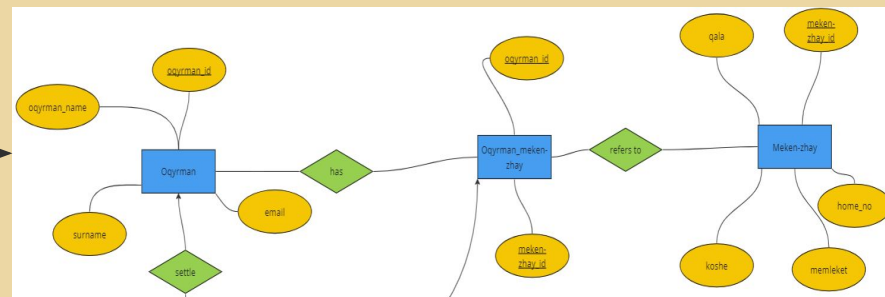 qala
meken-
zhay_id
oqyrman_id
oqyrman_id
oqyrman_name
Oqyrman
has
Oqyrman_meken-
zhay
refers to
Meken-zhay
surname
email
home_no
settle
meken-
zhay_id
koshe
memleket